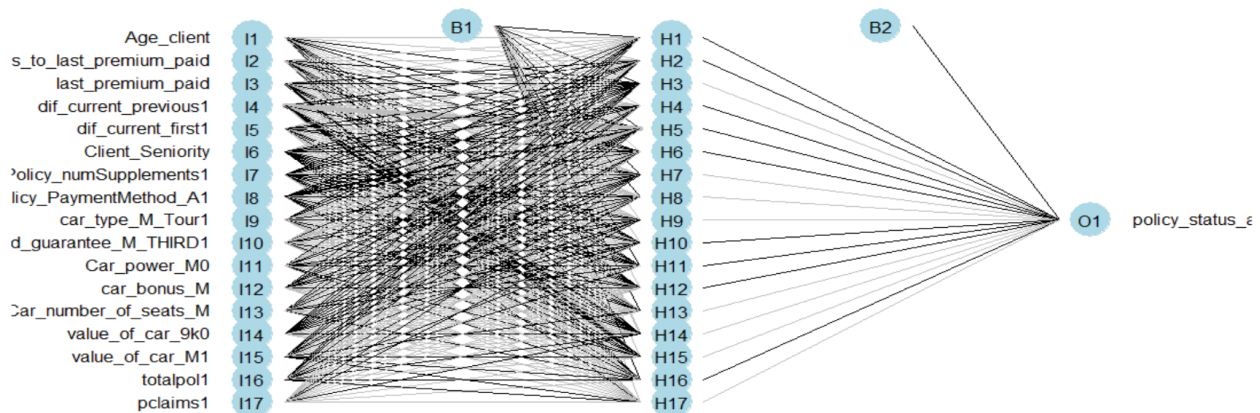 B1 B2
Age_client I1 H1
s_to_last_premium_paid I2 H2
last_premium_paid I3 H3
dif_current_previous1 I4 H4
dif_current_first1 I5 H5
Client_Seniority I6 H6
Policy_numSupplements1 I7 H7
licy_PaymentMethod_A1 I8 H8
car_type_M_Tour1 I9 H9 O1 policy_status_a
d_guarantee_M_THIRD1 I10 H10
Car_power_M0 I11 H11
car_bonus_M I12 H12
Car_number_of_seats_M I13 H13
value_of_car_9k0 I14 H14
value_of_car_M1 I15 H15
totalpol1 I16 H16
pclaims1 I17 H17